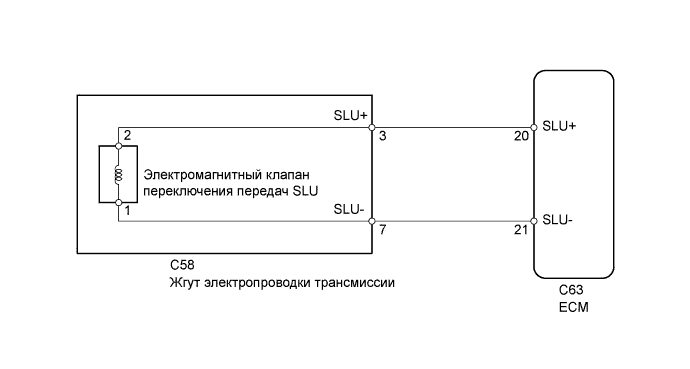 SLU+
2
3
20
SLU+
Электромагнитный клапан
переключения передач SLU
1
SLU-
7
21
SLU-
C58
Жгут электропроводки трансмиссии
C63
ECM